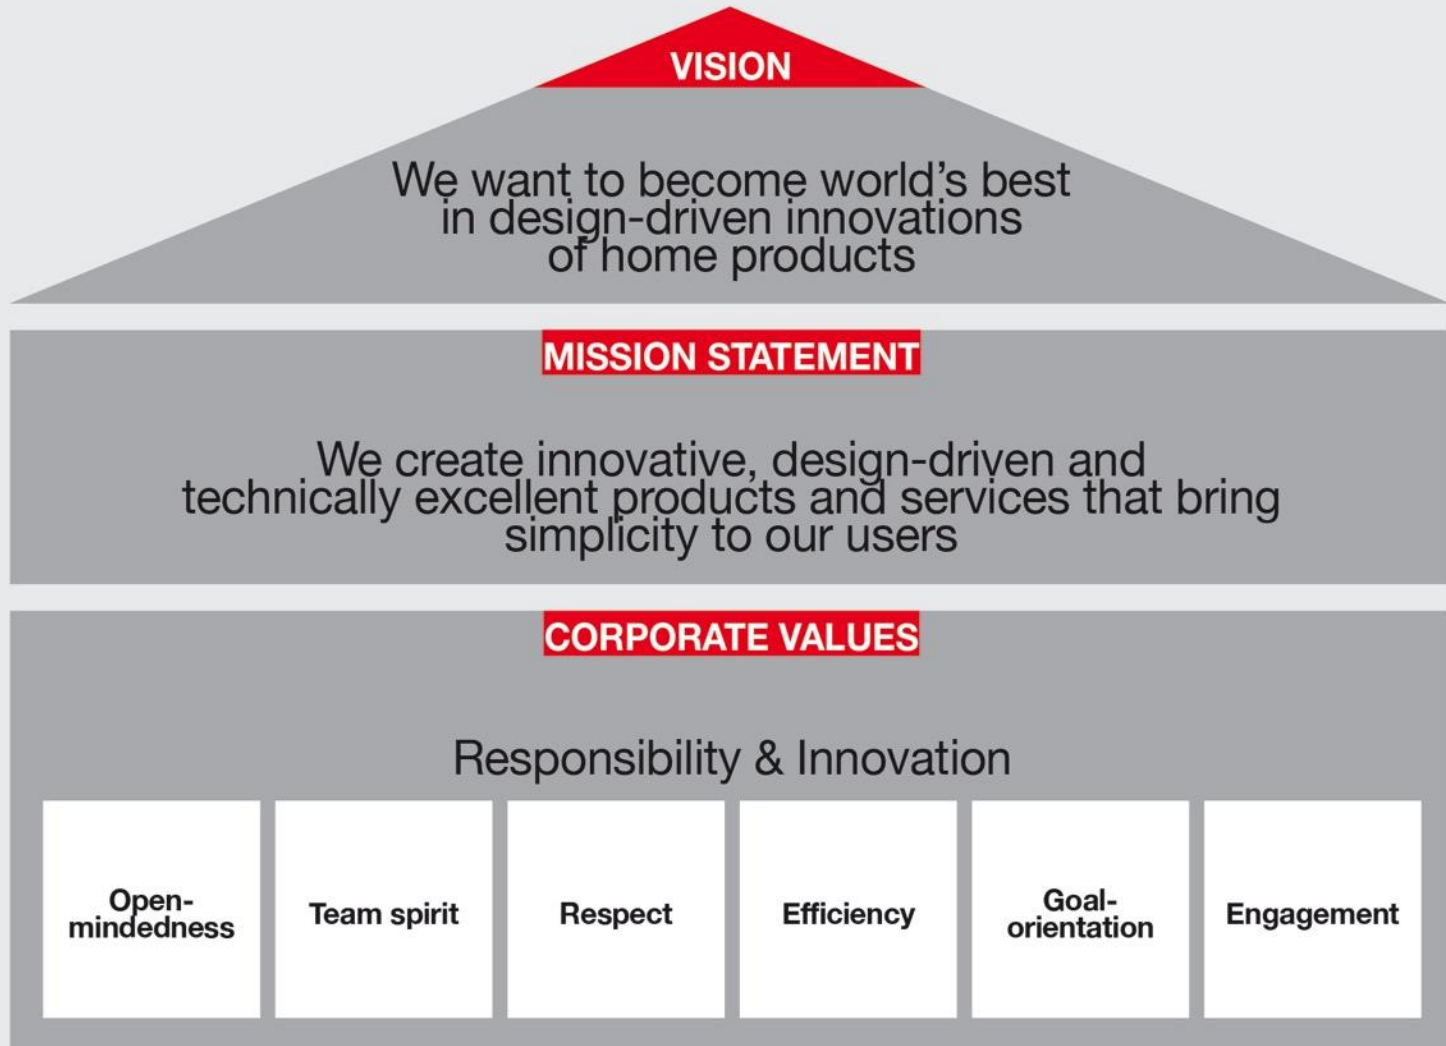 VISION
We want to become world's best
in design-driven innovations
of home products
MISSION STATEMENT
We create innovative, design-driven and
technically excellent products and services that bring
simplicity to our users
CORPORATE VALUES
Responsibility & Innovation
Open-
mindedness
Team spirit
Respect
Efficiency
Goal-
orientation
Engagement